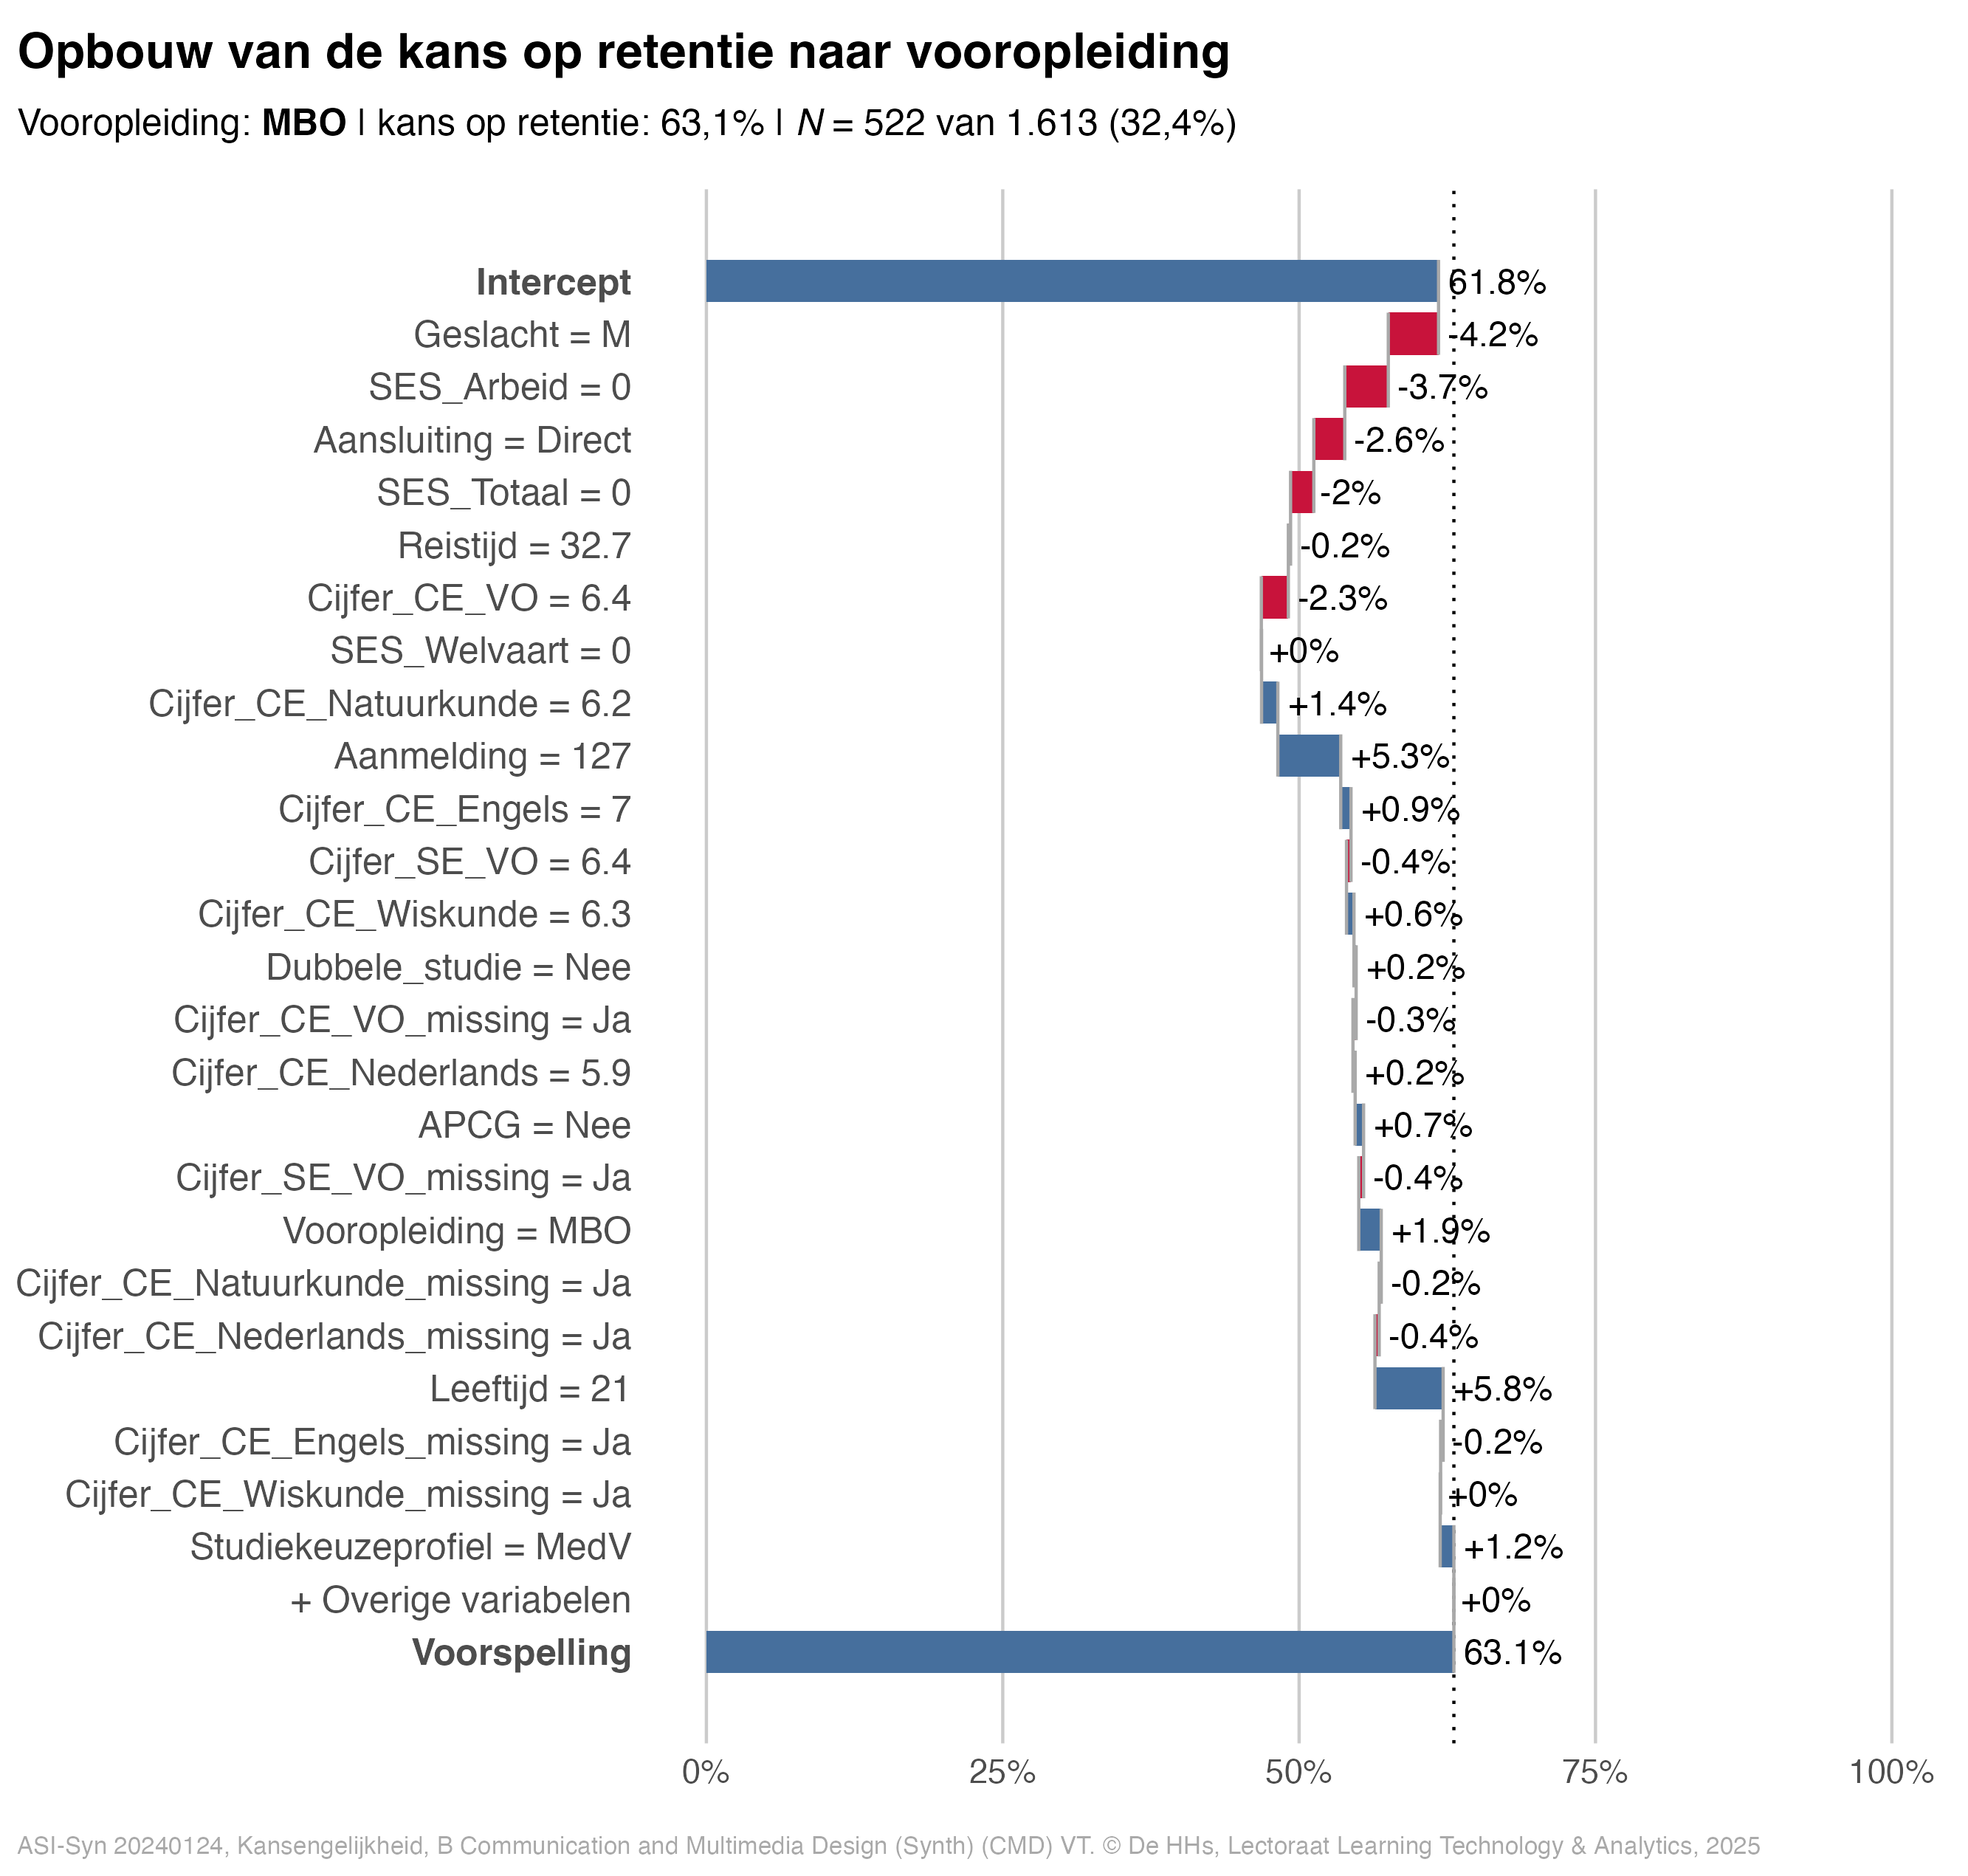 Opbouw van de kans op retentie naar vooropleiding
Vooropleiding: MBO | kans op retentie: 63,1% | N = 522 van 1.613 (32,4%)
Intercept 61.8%
Geslacht = M -4.2%
SES_Arbeid = 0 -3.7%
Aansluiting = Direct -2.6%
SES_Totaal = 0 -2%
Reistijd = 32.7 -0.2%
Cijfer_CE_VO = 6.4 -2.3%
SES_Welvaart = 0 +0%
Cijfer_CE_Natuurkunde = 6.2 +1.4%
Aanmelding = 127 +5.3%
Cijfer_CE_Engels = 7 +0.9%
Cijfer_SE_VO = 6.4 -0.4%
Cijfer_CE_Wiskunde = 6.3 +0.6%
Dubbele_studie = Nee +0.2%
Cijfer_CE_VO_missing = Ja -0.3%
Cijfer_CE_Nederlands = 5.9 +0.2%
APCG = Nee +0.7%
Cijfer_SE_VO_missing = Ja -0.4%
Vooropleiding = MBO +1.9%
Cijfer_CE_Natuurkunde_missing = Ja -0.2%
Cijfer_CE_Nederlands_missing = Ja -0.4%
Leeftijd = 21 +5.8%
Cijfer_CE_Engels_missing = Ja -0.2%
Cijfer_CE_Wiskunde_missing = Ja +0%
Studiekeuzeprofiel = MedV +1.2%
+ Overige variabelen +0%
Voorspelling 63.1%
0% 25% 50% 75% 100%
ASI-Syn 20240124, Kansengelijkheid, B Communication and Multimedia Design (Synth) (CMD) VT. © De HHs, Lectoraat Learning Technology & Analytics, 2025